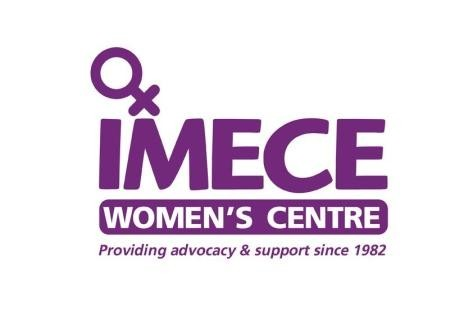 IMECE
WOMEN'S CENTRE
Providing advocacy & support since 1982